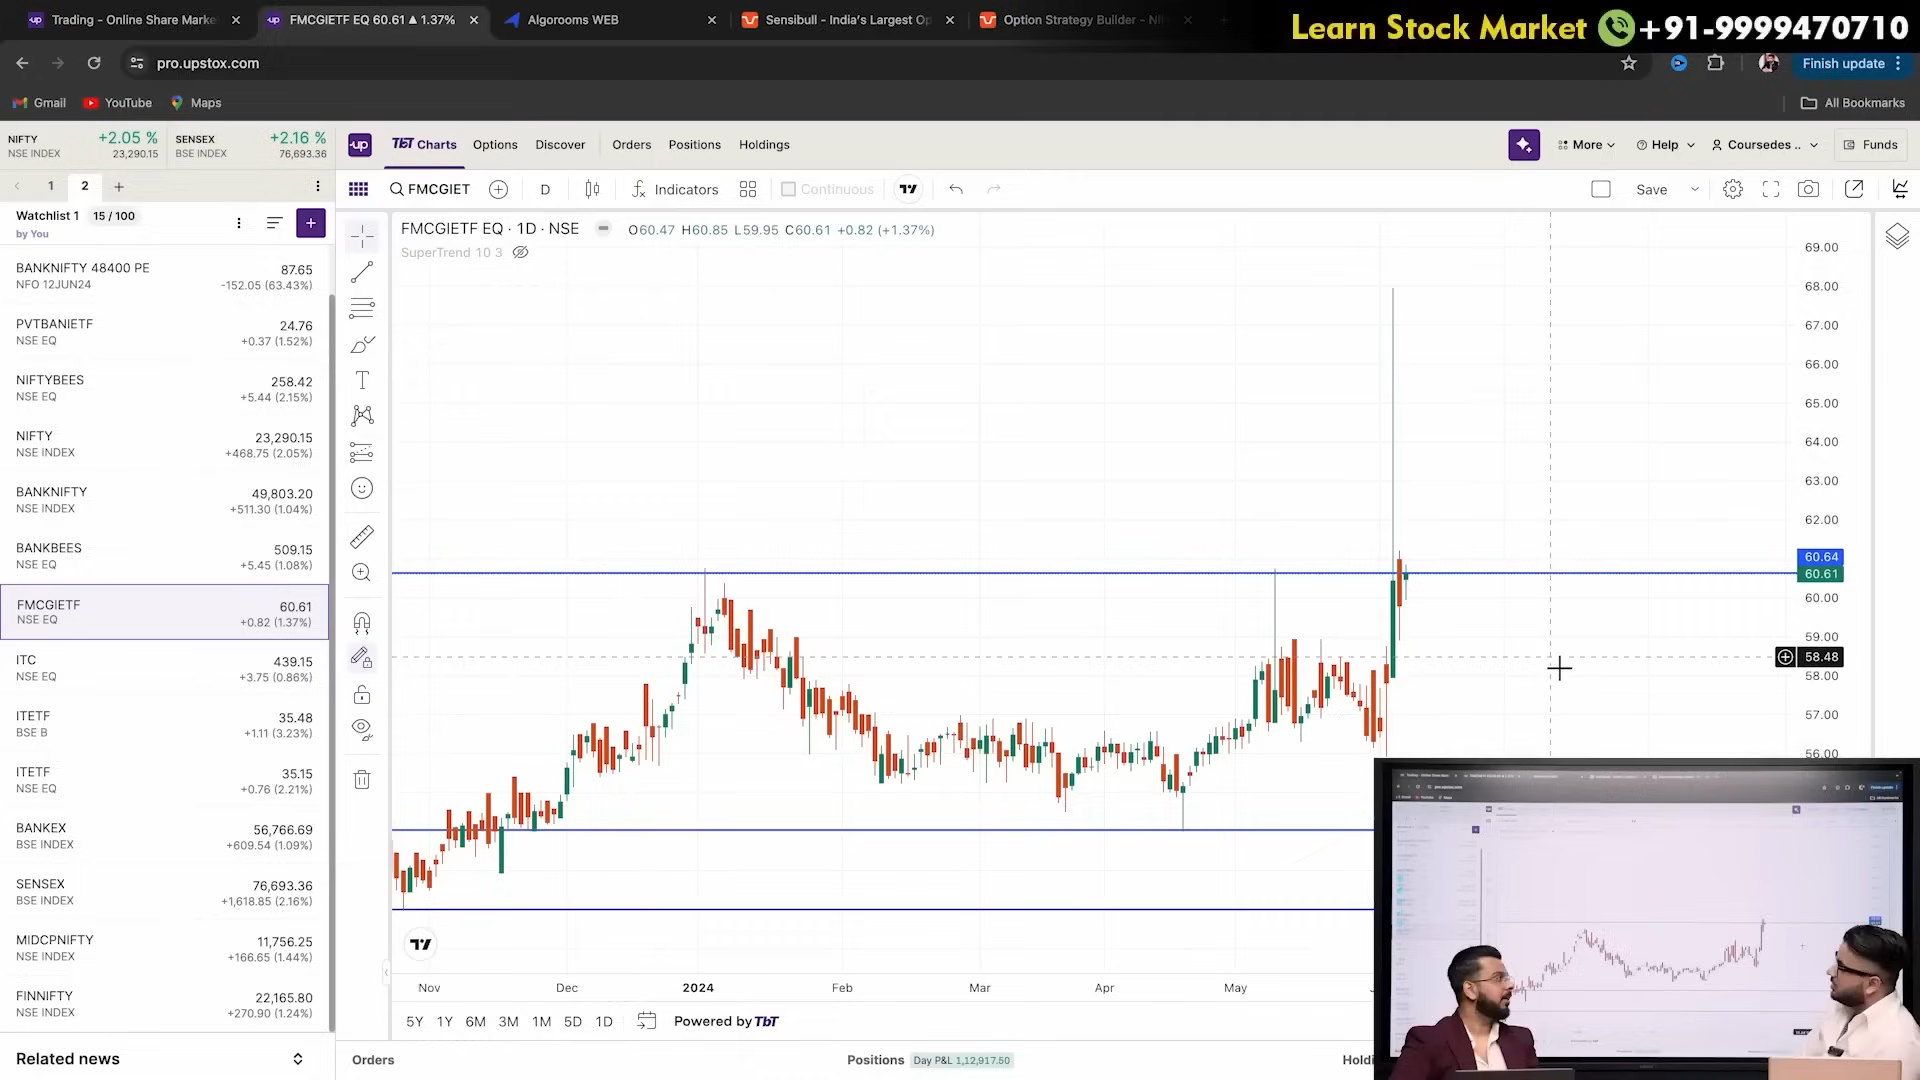 Trading - Online Share Marke
FMCGIETF EQ 60.61 ▲ 1.37%
Algorooms WEB
Sensibull - India's Largest Op
Option Strategy Builder - Ni
Learn Stock Market +91-9999470710
pro.upstox.com
Finish update
Gmail YouTube Maps
All Bookmarks
NIFTY +2.05 %
NSE INDEX 23,290.15
SENSEX +2.16 %
BSE INDEX 76,693.36
up TbT Charts Options Discover Orders Positions Holdings
More Help Coursedes .. Funds
1 2 +
FMCGIET D Indicators Continuous
Save
Watchlist 1 15 / 100
by You
FMCGIETF EQ · 1D · NSE O60.47 H60.85 L59.95 C60.61 +0.82 (+1.37%)
SuperTrend 10 3
BANKNIFTY 48400 PE 87.65
NFO 12JUN24 -152.05 (63.43%)
PVTBANIETF 24.76
NSE EQ +0.37 (1.52%)
NIFTYBEES 258.42
NSE EQ +5.44 (2.15%)
NIFTY 23,290.15
NSE INDEX +468.75 (2.05%)
BANKNIFTY 49,803.20
NSE INDEX +511.30 (1.04%)
BANKBEES 509.15
NSE EQ +5.45 (1.08%)
FMCGIETF 60.61
NSE EQ +0.82 (1.37%)
ITC 439.15
NSE EQ +3.75 (0.86%)
ITETF 35.48
BSE B +1.11 (3.23%)
ITETF 35.15
NSE EQ +0.76 (2.21%)
BANKEX 56,766.69
BSE INDEX +609.54 (1.09%)
SENSEX 76,693.36
BSE INDEX +1,618.85 (2.16%)
MIDCPNIFTY 11,756.25
NSE INDEX +166.65 (1.44%)
FINNIFTY 22,165.80
NSE INDEX +270.90 (1.24%)
69.00
68.00
67.00
66.00
65.00
64.00
63.00
62.00
60.64
60.61
60.00
59.00
58.48
58.00
57.00
56.00
Nov Dec 2024 Feb Mar Apr May
5Y 1Y 6M 3M 1M 5D 1D Powered by TbT
Related news
Orders
Positions Day P&L 1,12,917.50
Holdi